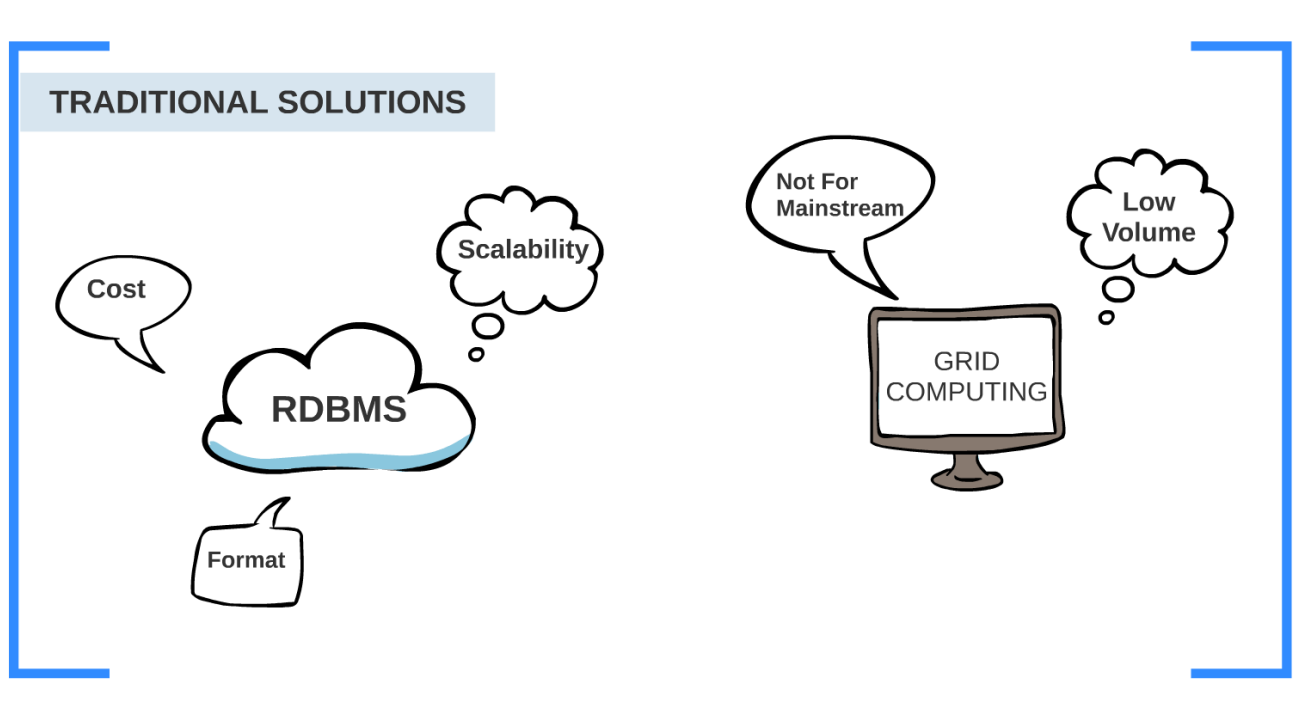 TRADITIONAL SOLUTIONS
Cost
Scalability
RDBMS
Format
Not For
Mainstream
Low
Volume
GRID
COMPUTING